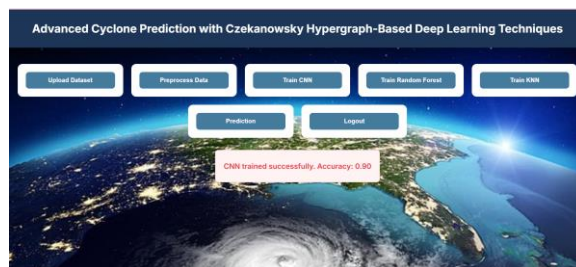 Advanced Cyclone Prediction with Czekanowsky Hypergraph-Based Deep Learning Techniques
Upload Dataset
Preprocess Data
Train CNN
Train Random Forest
Train KNN
Prediction
Logout
CNN trained successfully. Accuracy: 0.90